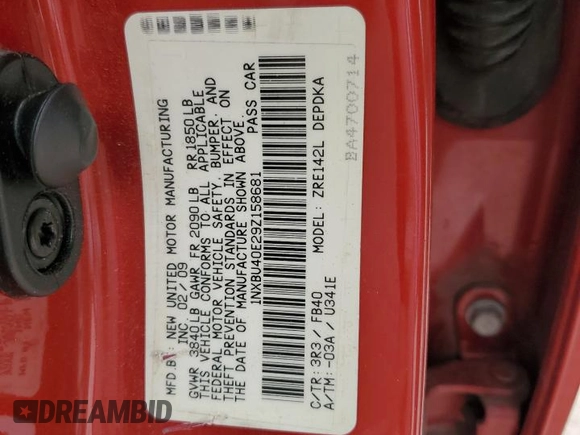 MFD.BY: NEW UNITED MOTOR MANUFACTURING
INC. 02/09
GVWR 3840LB GAWR FR 2090LB RR 1850LB
THIS VEHICLE CONFORMS TO ALL APPLICABLE
FEDERAL MOTOR VEHICLE SAFETY, BUMPER, AND
THEFT PREVENTION STANDARDS IN EFFECT ON
THE DATE OF MANUFACTURE SHOWN ABOVE.
1NXBU40E29Z158681 PASS CAR
C/TR: 3R3 / FB40 MODEL: ZRE142L DEPDKA
A/TM: -03A / U341E
BA4700714
DREAMBID